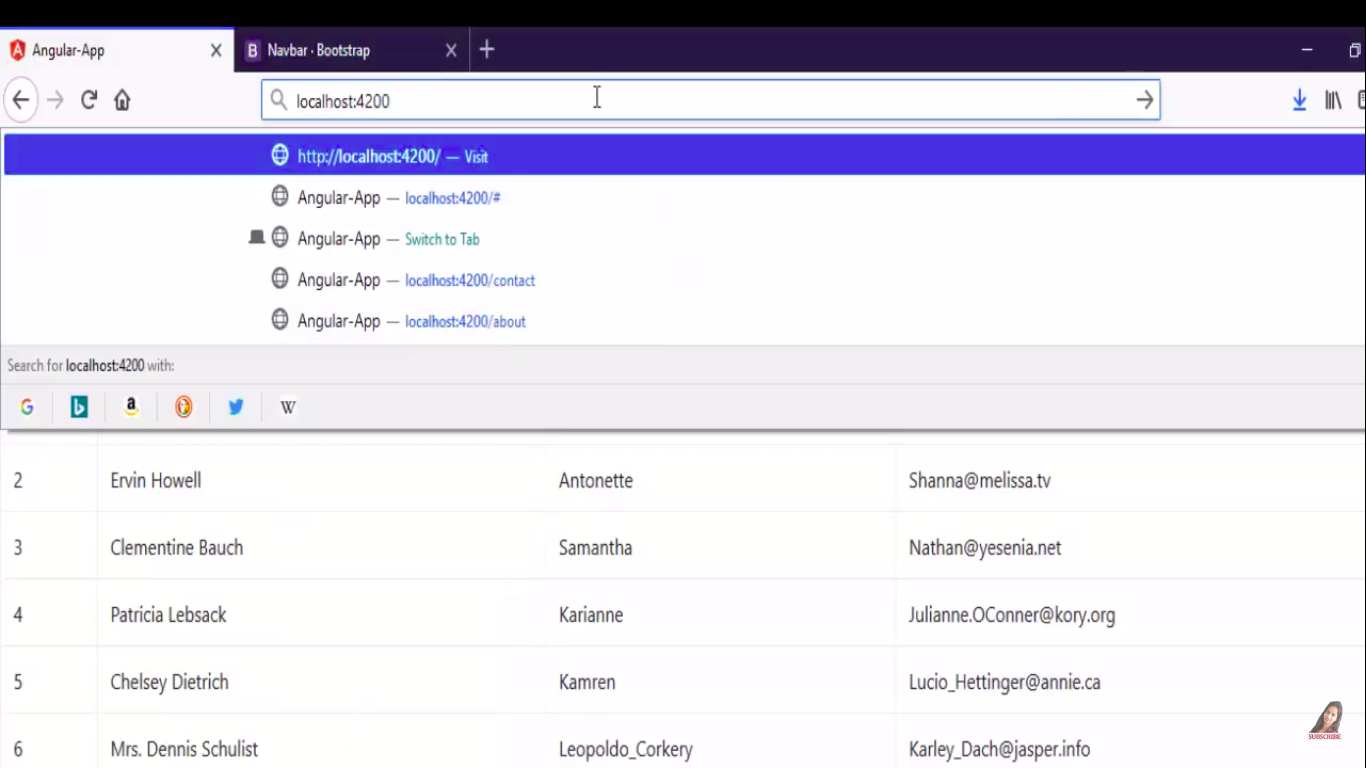 Angular-App
Navbar · Bootstrap
localhost:4200
http://localhost:4200/ — Visit
Angular-App — localhost:4200/#
Angular-App — Switch to Tab
Angular-App — localhost:4200/contact
Angular-App — localhost:4200/about
Search for localhost:4200 with:
2 Ervin Howell Antonette Shanna@melissa.tv
3 Clementine Bauch Samantha Nathan@yesenia.net
4 Patricia Lebsack Karianne Julianne.OConner@kory.org
5 Chelsey Dietrich Kamren Lucio_Hettinger@annie.ca
6 Mrs. Dennis Schulist Leopoldo_Corkery Karley_Dach@jasper.info
SUBSCRIBE